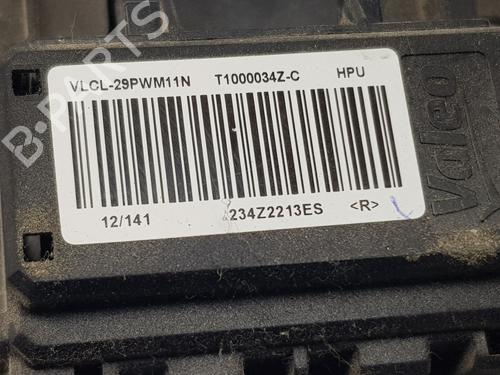 VLCL-29PWM11N T1000034Z-C HPU
12/141 234Z2213ES <R>
Valeo
B-PARTS